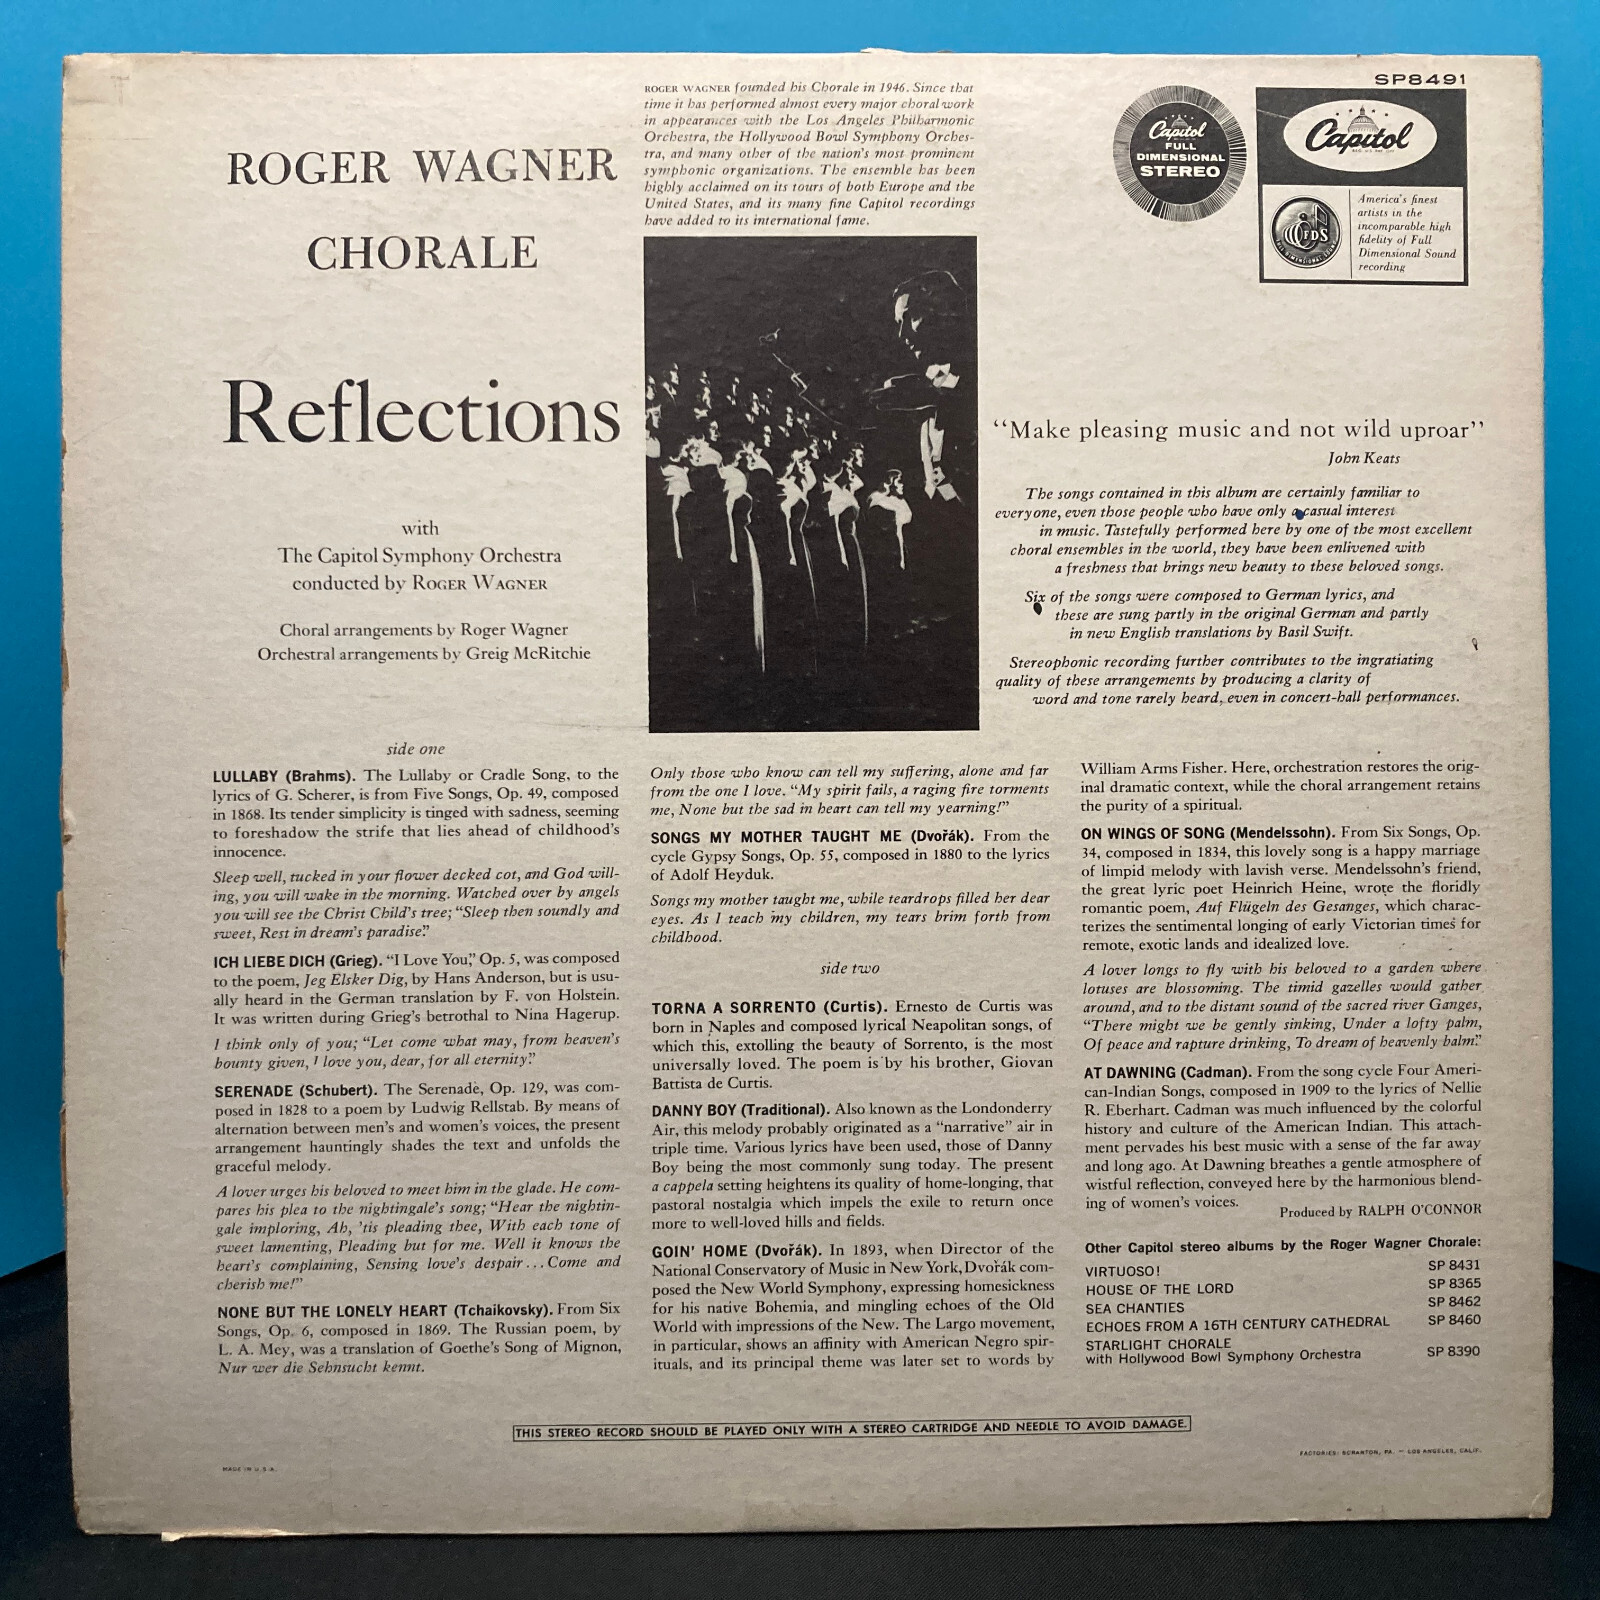 SP8491
ROGER WAGNER
CHORALE
Reflections
with
The Capitol Symphony Orchestra
conducted by ROGER WAGNER
Choral arrangements by Roger Wagner
Orchestral arrangements by Greig McRitchie
ROGER WAGNER founded his Chorale in 1946. Since that
time it has performed almost every major choral work
in appearances with the Los Angeles Philharmonic
Orchestra, the Hollywood Bowl Symphony Orches-
tra, and many other of the nation's most prominent
symphonic organizations. The ensemble has been
highly acclaimed on its tours of both Europe and the
United States, and its many fine Capitol recordings
have added to its international fame.
Capitol
FULL
DIMENSIONAL
STEREO
Capitol
FDS
FULL DIMENSIONAL SOUND
America's finest
artists in the
incomparable high
fidelity of Full
Dimensional Sound
recording
"Make pleasing music and not wild uproar"
John Keats
The songs contained in this album are certainly familiar to
everyone, even those people who have only a casual interest
in music. Tastefully performed here by one of the most excellent
choral ensembles in the world, they have been enlivened with
a freshness that brings new beauty to these beloved songs.
Six of the songs were composed to German lyrics, and
these are sung partly in the original German and partly
in new English translations by Basil Swift.
Stereophonic recording further contributes to the ingratiating
quality of these arrangements by producing a clarity of
word and tone rarely heard, even in concert-hall performances.
side one
LULLABY (Brahms). The Lullaby or Cradle Song, to the
lyrics of G. Scherer, is from Five Songs, Op. 49, composed
in 1868. Its tender simplicity is tinged with sadness, seeming
to foreshadow the strife that lies ahead of childhood's
innocence.
Sleep well, tucked in your flower decked cot, and God will-
ing, you will wake in the morning. Watched over by angels
you will see the Christ Child's tree; "Sleep then soundly and
sweet, Rest in dream's paradise."
ICH LIEBE DICH (Grieg). "I Love You," Op. 5, was composed
to the poem, Jeg Elsker Dig, by Hans Anderson, but is usu-
ally heard in the German translation by F. von Holstein.
It was written during Grieg's betrothal to Nina Hagerup.
I think only of you; "Let come what may, from heaven's
bounty given, I love you, dear, for all eternity."
SERENADE (Schubert). The Serenade, Op. 129, was com-
posed in 1828 to a poem by Ludwig Rellstab. By means of
alternation between men's and women's voices, the present
arrangement hauntingly shades the text and unfolds the
graceful melody.
A lover urges his beloved to meet him in the glade. He com-
pares his plea to the nightingale's song; "Hear the nightin-
gale imploring, Ah, 'tis pleading thee, With each tone of
sweet lamenting, Pleading but for me. Well it knows the
heart's complaining, Sensing love's despair... Come and
cherish me!"
NONE BUT THE LONELY HEART (Tchaikovsky). From Six
Songs, Op. 6, composed in 1869. The Russian poem, by
L. A. Mey, was a translation of Goethe's Song of Mignon,
Nur wer die Sehnsucht kennt.
Only those who know can tell my suffering, alone and far
from the one I love. "My spirit fails, a raging fire torments
me, None but the sad in heart can tell my yearning!"
SONGS MY MOTHER TAUGHT ME (Dvořák). From the
cycle Gypsy Songs, Op. 55, composed in 1880 to the lyrics
of Adolf Heyduk.
Songs my mother taught me, while teardrops filled her dear
eyes. As I teach my children, my tears brim forth from
childhood.
side two
TORNA A SORRENTO (Curtis). Ernesto de Curtis was
born in Naples and composed lyrical Neapolitan songs, of
which this, extolling the beauty of Sorrento, is the most
universally loved. The poem is by his brother, Giovan
Battista de Curtis.
DANNY BOY (Traditional). Also known as the Londonderry
Air, this melody probably originated as a "narrative" air in
triple time. Various lyrics have been used, those of Danny
Boy being the most commonly sung today. The present
a cappela setting heightens its quality of home-longing, that
pastoral nostalgia which impels the exile to return once
more to well-loved hills and fields.
GOIN' HOME (Dvořák). In 1893, when Director of the
National Conservatory of Music in New York, Dvořák com-
posed the New World Symphony, expressing homesickness
for his native Bohemia, and mingling echoes of the Old
World with impressions of the New. The Largo movement,
in particular, shows an affinity with American Negro spir-
ituals, and its principal theme was later set to words by
William Arms Fisher. Here, orchestration restores the orig-
inal dramatic context, while the choral arrangement retains
the purity of a spiritual.
ON WINGS OF SONG (Mendelssohn). From Six Songs, Op.
34, composed in 1834, this lovely song is a happy marriage
of limpid melody with lavish verse. Mendelssohn's friend,
the great lyric poet Heinrich Heine, wrote the floridly
romantic poem, Auf Flügeln des Gesanges, which charac-
terizes the sentimental longing of early Victorian times for
remote, exotic lands and idealized love.
A lover longs to fly with his beloved to a garden where
lotuses are blossoming. The timid gazelles would gather
around, and to the distant sound of the sacred river Ganges,
"There might we be gently sinking, Under a lofty palm,
Of peace and rapture drinking, To dream of heavenly balm."
AT DAWNING (Cadman). From the song cycle Four Ameri-
can-Indian Songs, composed in 1909 to the lyrics of Nellie
R. Eberhart. Cadman was much influenced by the colorful
history and culture of the American Indian. This attach-
ment pervades his best music with a sense of the far away
and long ago. At Dawning breathes a gentle atmosphere of
wistful reflection, conveyed here by the harmonious blend-
ing of women's voices.
Produced by RALPH O'CONNOR
Other Capitol stereo albums by the Roger Wagner Chorale:
VIRTUOSO! SP 8431
HOUSE OF THE LORD SP 8365
SEA CHANTIES SP 8462
ECHOES FROM A 16TH CENTURY CATHEDRAL SP 8460
STARLIGHT CHORALE
with Hollywood Bowl Symphony Orchestra SP 8390
THIS STEREO RECORD SHOULD BE PLAYED ONLY WITH A STEREO CARTRIDGE AND NEEDLE TO AVOID DAMAGE.
FACTORIES: SCRANTON, PA. — LOS ANGELES, CALIF.
MADE IN U.S.A.